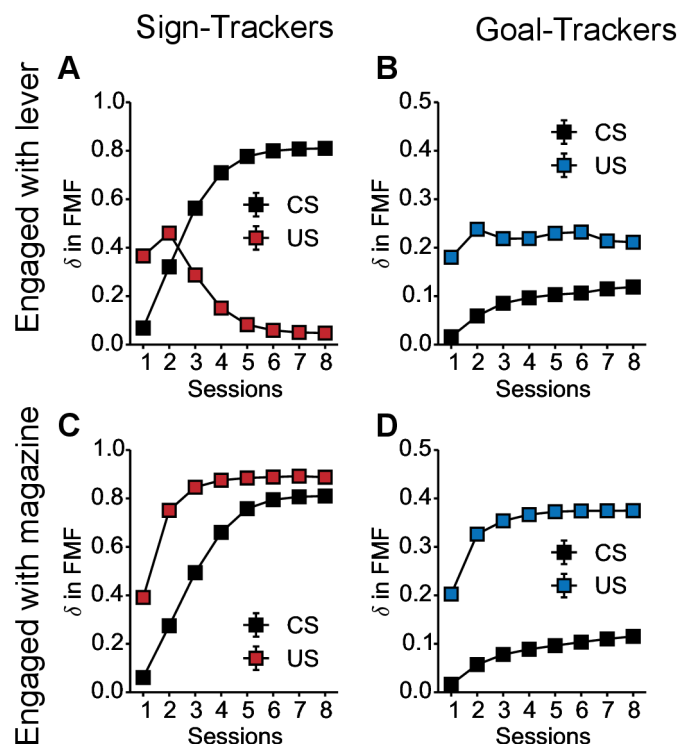 Sign-Trackers
Goal-Trackers
Engaged with lever
A
δ in FMF
1.0
0.8
0.6
0.4
0.2
0.0
CS
US
1 2 3 4 5 6 7 8
Sessions
B
δ in FMF
0.5
0.4
0.3
0.2
0.1
0.0
CS
US
1 2 3 4 5 6 7 8
Sessions
Engaged with magazine
C
δ in FMF
1.0
0.8
0.6
0.4
0.2
0.0
CS
US
1 2 3 4 5 6 7 8
Sessions
D
δ in FMF
0.5
0.4
0.3
0.2
0.1
0.0
CS
US
1 2 3 4 5 6 7 8
Sessions